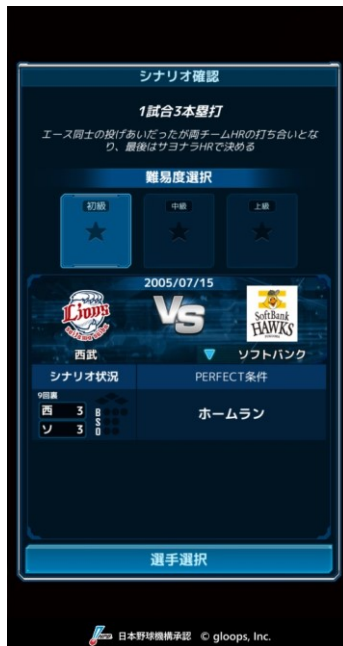 シナリオ確認
1試合3本塁打
エース同士の投げあいだったが両チームHRの打ち合いとな
り、最後はサヨナラHRで決める
難易度選択
初級 中級 上級
2005/07/15
Lions
VS
SoftBank
HAWKS
西武 ソフトバンク
シナリオ状況 PERFECT条件
9回裏
西 3 B
S
ソ 3 O
ホームラン
選手選択
日本野球機構承認 © gloops, Inc.